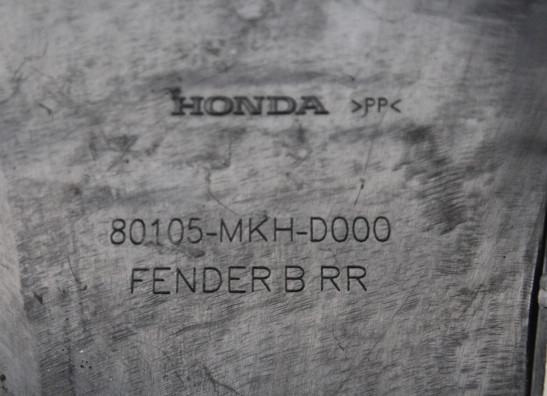 HONDA >PP<
80105-MKH-D000
FENDER B RR